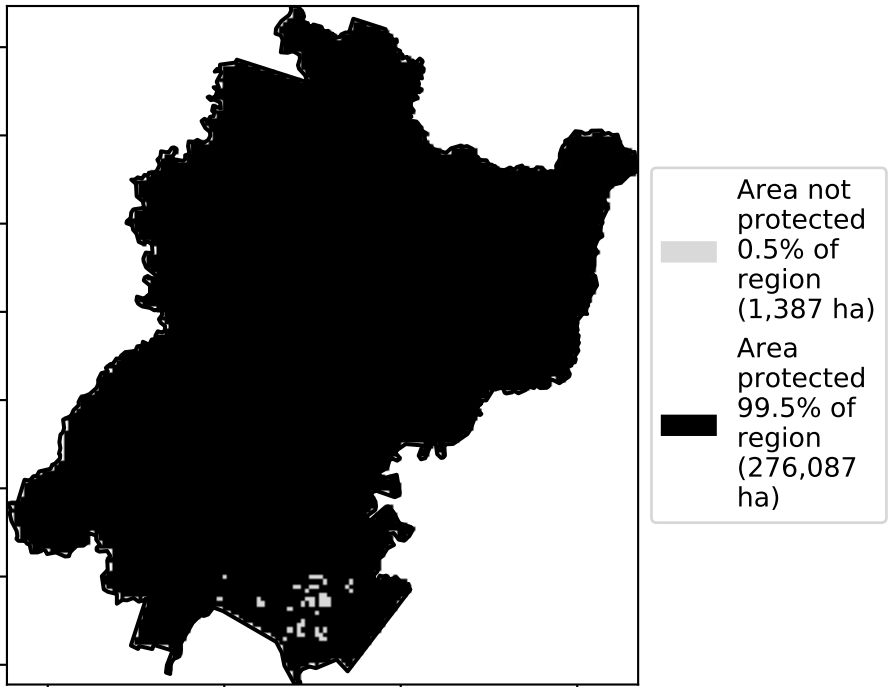 Area not
protected
0.5% of
region
(1,387 ha)
Area
protected
99.5% of
region
(276,087
ha)